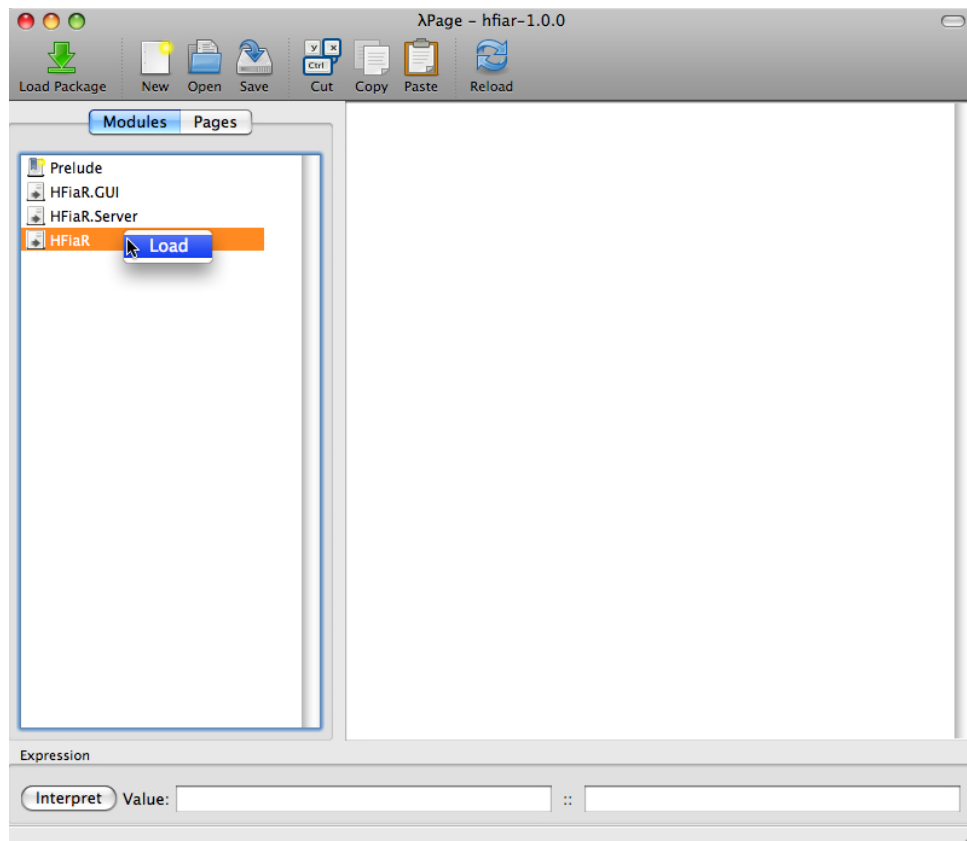 λPage – hfiar-1.0.0
Y X
Ctrl
Load Package New Open Save Cut Copy Paste Reload
Modules Pages
Prelude
HFiaR.GUI
HFiaR.Server
HFiaR Load
Expression
Interpret Value: ::